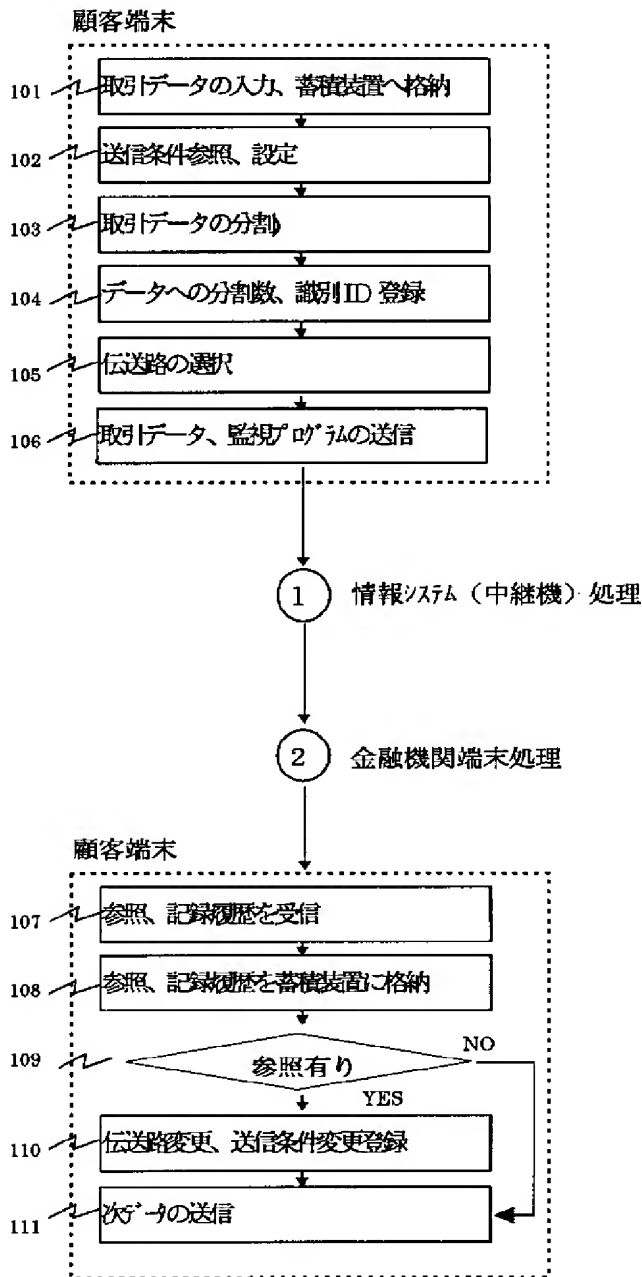 顧客端末
101 取引データの入力、蓄積装置へ格納
102 送信条件参照、設定
103 取引データの分割
104 データへの分割数、識別ID 登録
105 伝送路の選択
106 取引データ、監視プログラムの送信
1 情報システム（中継機）処理
2 金融機関端末処理
顧客端末
107 参照、記録履歴を受信
108 参照、記録履歴を蓄積装置に格納
109 参照有り NO
YES
110 伝送路変更、送信条件変更登録
111 次データの送信